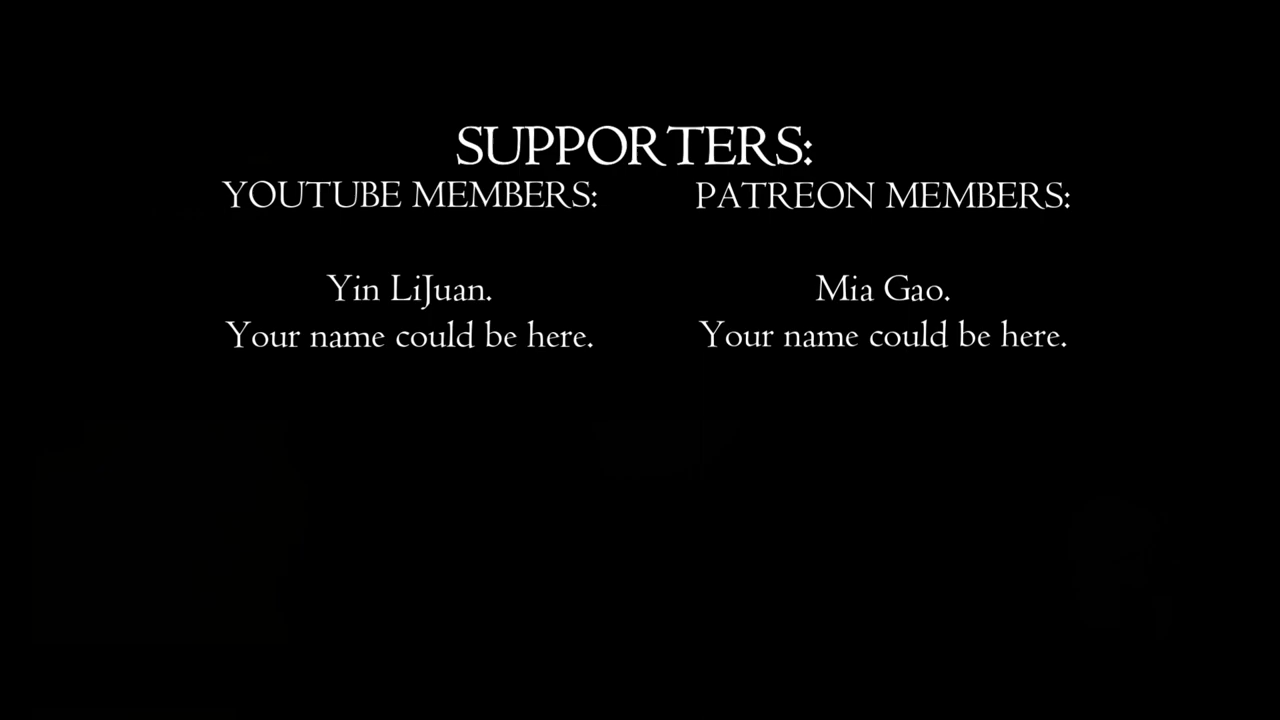 SUPPORTERS:
YOUTUBE MEMBERS:
Yin LiJuan.
Your name could be here.
PATREON MEMBERS:
Mia Gao.
Your name could be here.